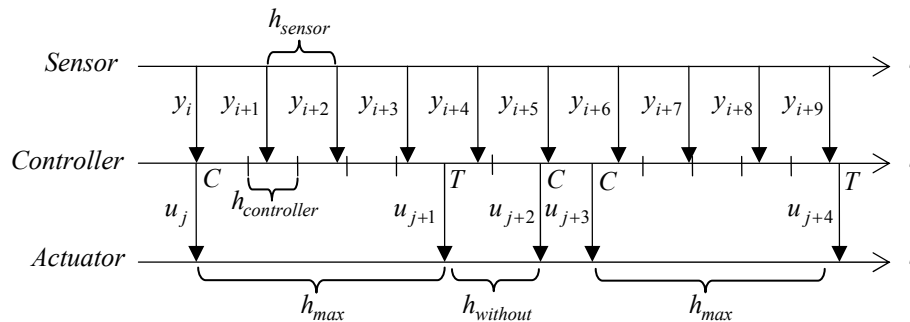 h_sensor
Sensor
y_i y_{i+1} y_{i+2} y_{i+3} y_{i+4} y_{i+5} y_{i+6} y_{i+7} y_{i+8} y_{i+9}
Controller
C T C C T
h_controller
u_j u_{j+1} u_{j+2} u_{j+3} u_{j+4}
Actuator
h_max h_without h_max